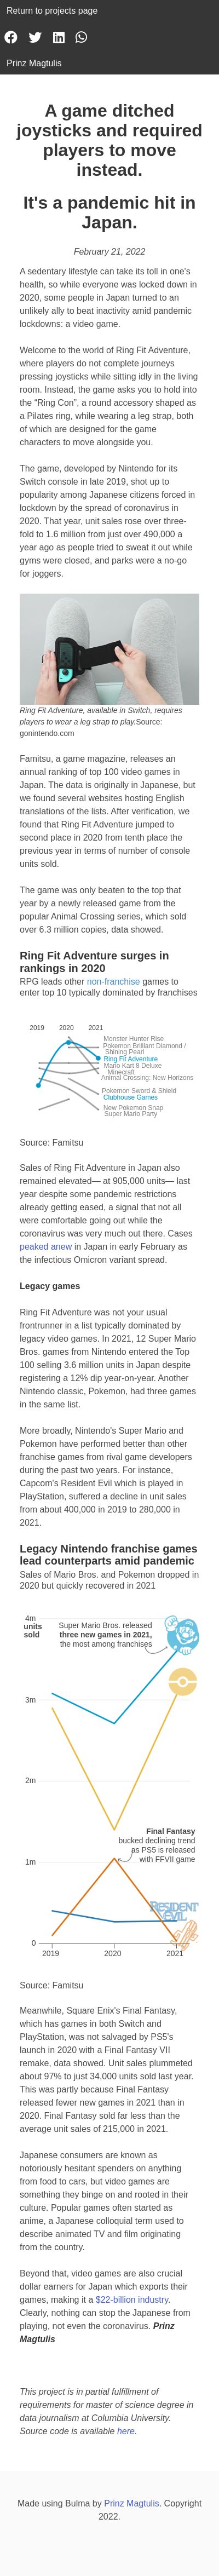 Return to projects page
Prinz Magtulis
A game ditched
joysticks and required
players to move
instead.
It's a pandemic hit in
Japan.
February 21, 2022
A sedentary lifestyle can take its toll in one's
health, so while everyone was locked down in
2020, some people in Japan turned to an
unlikely ally to beat inactivity amid pandemic
lockdowns: a video game.
Welcome to the world of Ring Fit Adventure,
where players do not complete journeys
pressing joysticks while sitting idly in the living
room. Instead, the game asks you to hold into
the “Ring Con”, a round accessory shaped as
a Pilates ring, while wearing a leg strap, both
of which are designed for the game
characters to move alongside you.
The game, developed by Nintendo for its
Switch console in late 2019, shot up to
popularity among Japanese citizens forced in
lockdown by the spread of coronavirus in
2020. That year, unit sales rose over three-
fold to 1.6 million from just over 490,000 a
year ago as people tried to sweat it out while
gyms were closed, and parks were a no-go
for joggers.
Ring Fit Adventure, available in Switch, requires
players to wear a leg strap to play.Source:
gonintendo.com
Famitsu, a game magazine, releases an
annual ranking of top 100 video games in
Japan. The data is originally in Japanese, but
we found several websites hosting English
translations of the lists. After verification, we
found that Ring Fit Adventure jumped to
second place in 2020 from tenth place the
previous year in terms of number of console
units sold.
The game was only beaten to the top that
year by a newly released game from the
popular Animal Crossing series, which sold
over 6.3 million copies, data showed.
Ring Fit Adventure surges in
rankings in 2020
RPG leads other non-franchise games to
enter top 10 typically dominated by franchises
2019 2020 2021
Monster Hunter Rise
Pokemon Brilliant Diamond /
Shining Pearl
Ring Fit Adventure
Mario Kart 8 Deluxe
Minecraft
Animal Crossing: New Horizons
Pokemon Sword & Shield
Clubhouse Games
New Pokemon Snap
Super Mario Party
Source: Famitsu
Sales of Ring Fit Adventure in Japan also
remained elevated— at 905,000 units— last
year despite some pandemic restrictions
already getting eased, a signal that not all
were comfortable going out while the
coronavirus was very much out there. Cases
peaked anew in Japan in early February as
the infectious Omicron variant spread.
Legacy games
Ring Fit Adventure was not your usual
frontrunner in a list typically dominated by
legacy video games. In 2021, 12 Super Mario
Bros. games from Nintendo entered the Top
100 selling 3.6 million units in Japan despite
registering a 12% dip year-on-year. Another
Nintendo classic, Pokemon, had three games
in the same list.
More broadly, Nintendo's Super Mario and
Pokemon have performed better than other
franchise games from rival game developers
during the past two years. For instance,
Capcom's Resident Evil which is played in
PlayStation, suffered a decline in unit sales
from about 400,000 in 2019 to 280,000 in
2021.
Legacy Nintendo franchise games
lead counterparts amid pandemic
Sales of Mario Bros. and Pokemon dropped in
2020 but quickly recovered in 2021
4m
units
sold
Super Mario Bros. released
three new games in 2021,
the most among franchises
3m
2m
Final Fantasy
bucked declining trend
as PS5 is released
with FFVII game
1m
RESIDENT
EVIL
0
2019 2020 2021
Source: Famitsu
Meanwhile, Square Enix's Final Fantasy,
which has games in both Switch and
PlayStation, was not salvaged by PS5's
launch in 2020 with a Final Fantasy VII
remake, data showed. Unit sales plummeted
about 97% to just 34,000 units sold last year.
This was partly because Final Fantasy
released fewer new games in 2021 than in
2020. Final Fantasy sold far less than the
average unit sales of 215,000 in 2021.
Japanese consumers are known as
notoriously hesitant spenders on anything
from food to cars, but video games are
something they binge on and rooted in their
culture. Popular games often started as
anime, a Japanese colloquial term used to
describe animated TV and film originating
from the country.
Beyond that, video games are also crucial
dollar earners for Japan which exports their
games, making it a $22-billion industry.
Clearly, nothing can stop the Japanese from
playing, not even the coronavirus. Prinz
Magtulis
This project is in partial fulfillment of
requirements for master of science degree in
data journalism at Columbia University.
Source code is available here.
Made using Bulma by Prinz Magtulis. Copyright
2022.